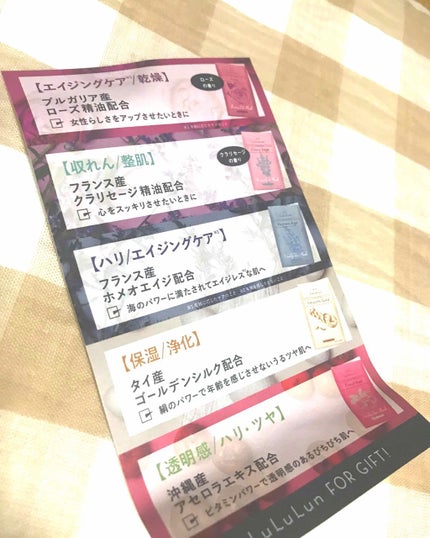 【エイジングケア*/乾燥】
ブルガリア産
ローズ精油配合
女性らしさをアップさせたいときに
ローズ
の香り
【収れん/整肌】
フランス産
クラリセージ精油配合
心をスッキリさせたいときに
クラリセージ
の香り
【ハリ/エイジングケア*】
フランス産
ホメオエイジ配合
海のパワーに満たされてエイジレスな肌へ
【保湿/浄化】
タイ産
ゴールデンシルク配合
絹のパワーで年齢を感じさせないうるツヤ肌へ
【透明感/ハリ・ツヤ】
沖縄産
アセロラエキス配合
ビタミンパワーで透明感のあるぴちぴち肌へ
LuLuLun FOR GIFT!